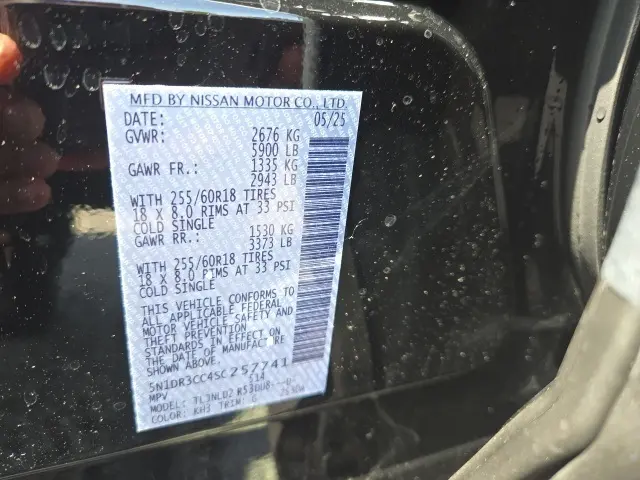 MFD BY NISSAN MOTOR CO., LTD.
DATE: 05/25
GVWR: 2676 KG
5900 LB
GAWR FR.: 1335 KG
2943 LB
WITH 255/60R18 TIRES
18 X 8.0 RIMS AT 33 PSI
COLD SINGLE
GAWR RR.: 1530 KG
3373 LB
WITH 255/60R18 TIRES
18 X 8.0 RIMS AT 33 PSI
COLD SINGLE
THIS VEHICLE CONFORMS TO
ALL APPLICABLE FEDERAL
MOTOR VEHICLE SAFETY AND
THEFT PREVENTION
STANDARDS IN EFFECT ON
THE DATE OF MANUFACTURE
SHOWN ABOVE.
5N1DR3CC4SC257741
MPV
MODEL:
COLOR: KH3 TRIM: G